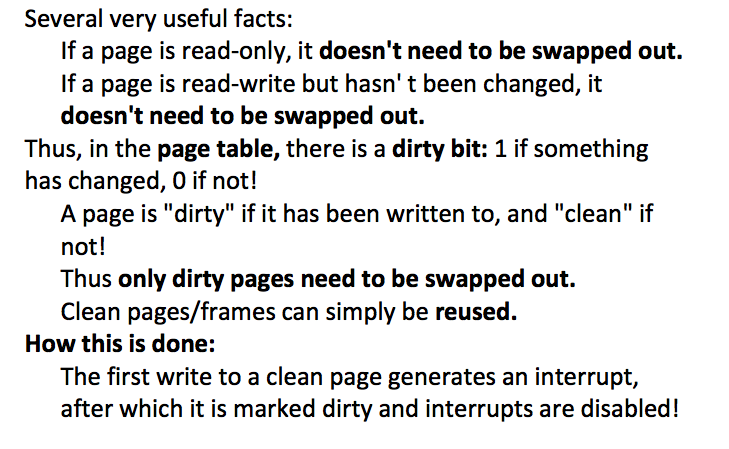 Several very useful facts:
If a page is read-only, it doesn't need to be swapped out.
If a page is read-write but hasn' t been changed, it
doesn't need to be swapped out.
Thus, in the page table, there is a dirty bit: 1 if something
has changed, 0 if not!
A page is "dirty" if it has been written to, and "clean" if
not!
Thus only dirty pages need to be swapped out.
Clean pages/frames can simply be reused.
How this is done:
The first write to a clean page generates an interrupt,
after which it is marked dirty and interrupts are disabled!